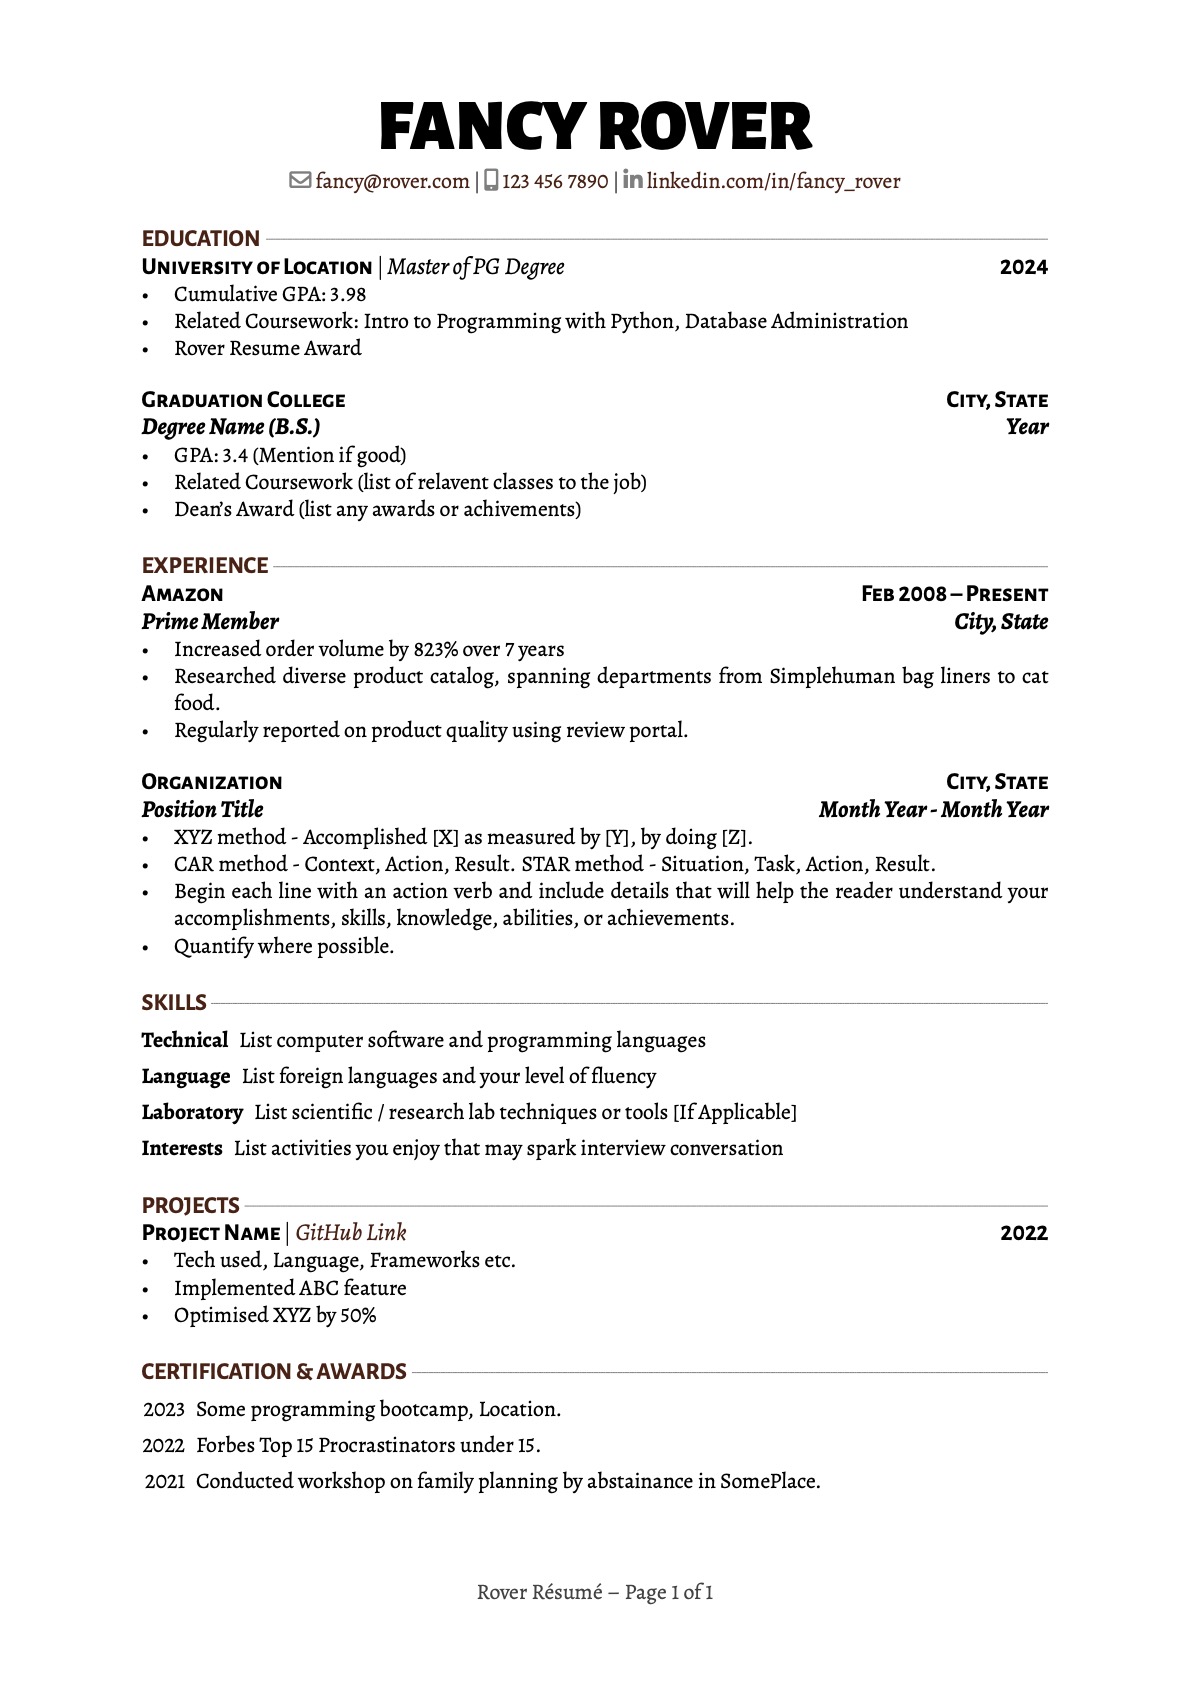 FANCY ROVER
fancy@rover.com | 123 456 7890 | linkedin.com/in/fancy_rover
EDUCATION
University of Location | Master of PG Degree 2024
• Cumulative GPA: 3.98
• Related Coursework: Intro to Programming with Python, Database Administration
• Rover Resume Award
Graduation College City, State
Degree Name (B.S.) Year
• GPA: 3.4 (Mention if good)
• Related Coursework (list of relavent classes to the job)
• Dean’s Award (list any awards or achivements)
EXPERIENCE
Amazon Feb 2008 – Present
Prime Member City, State
• Increased order volume by 823% over 7 years
• Researched diverse product catalog, spanning departments from Simplehuman bag liners to cat
food.
• Regularly reported on product quality using review portal.
Organization City, State
Position Title Month Year - Month Year
• XYZ method - Accomplished [X] as measured by [Y], by doing [Z].
• CAR method - Context, Action, Result. STAR method - Situation, Task, Action, Result.
• Begin each line with an action verb and include details that will help the reader understand your
accomplishments, skills, knowledge, abilities, or achievements.
• Quantify where possible.
SKILLS
Technical List computer software and programming languages
Language List foreign languages and your level of fluency
Laboratory List scientific / research lab techniques or tools [If Applicable]
Interests List activities you enjoy that may spark interview conversation
PROJECTS
Project Name | GitHub Link 2022
• Tech used, Language, Frameworks etc.
• Implemented ABC feature
• Optimised XYZ by 50%
CERTIFICATION & AWARDS
2023 Some programming bootcamp, Location.
2022 Forbes Top 15 Procrastinators under 15.
2021 Conducted workshop on family planning by abstainance in SomePlace.
Rover Résumé – Page 1 of 1